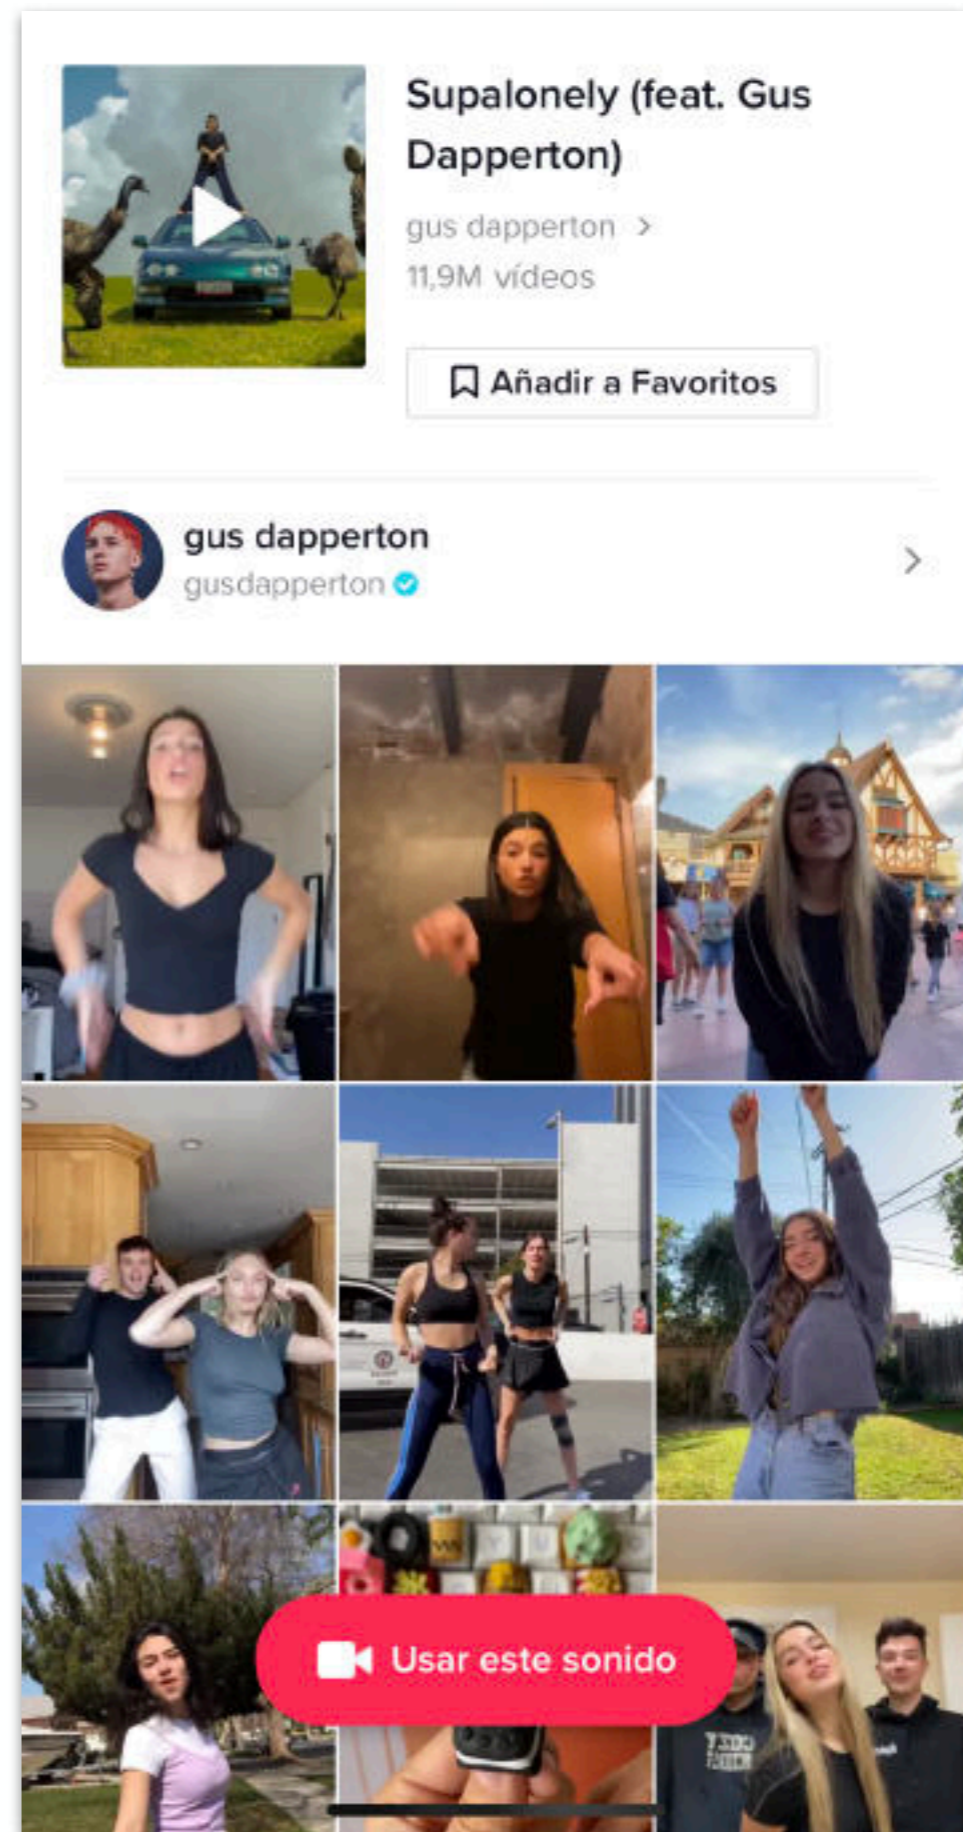 Supalonely (feat. Gus
Dapperton)
gus dapperton >
11,9M vídeos
Añadir a Favoritos
gus dapperton
gusdapperton
Usar este sonido